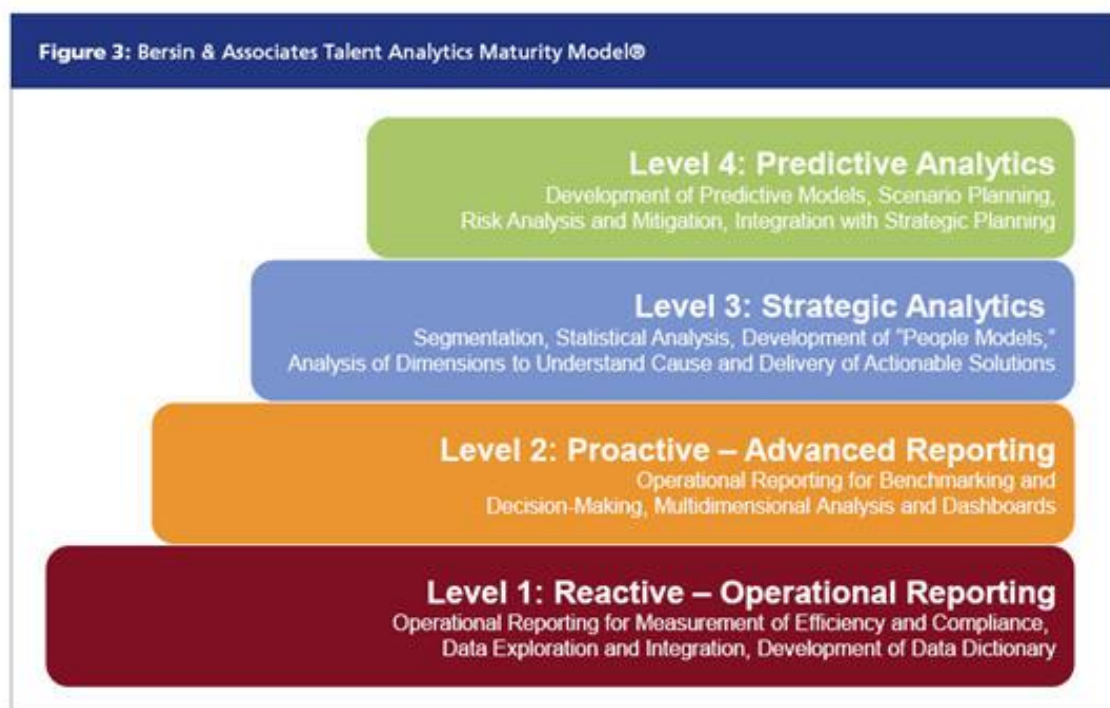 Figure 3: Bersin & Associates Talent Analytics Maturity Model®
Level 4: Predictive Analytics
Development of Predictive Models, Scenario Planning,
Risk Analysis and Mitigation, Integration with Strategic Planning
Level 3: Strategic Analytics
Segmentation, Statistical Analysis, Development of "People Models,"
Analysis of Dimensions to Understand Cause and Delivery of Actionable Solutions
Level 2: Proactive – Advanced Reporting
Operational Reporting for Benchmarking and
Decision-Making, Multidimensional Analysis and Dashboards
Level 1: Reactive – Operational Reporting
Operational Reporting for Measurement of Efficiency and Compliance,
Data Exploration and Integration, Development of Data Dictionary